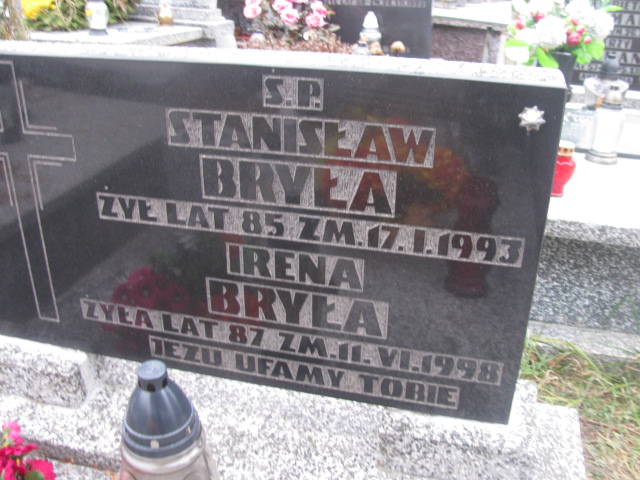 Ś.P.
STANISŁAW
BRYŁA
ŻYŁ LAT 85 ZM.17.I.1993
IRENA
BRYŁA
ŻYŁA LAT 87 ZM.11.VI.1998
JEZU UFAMY TOBIE